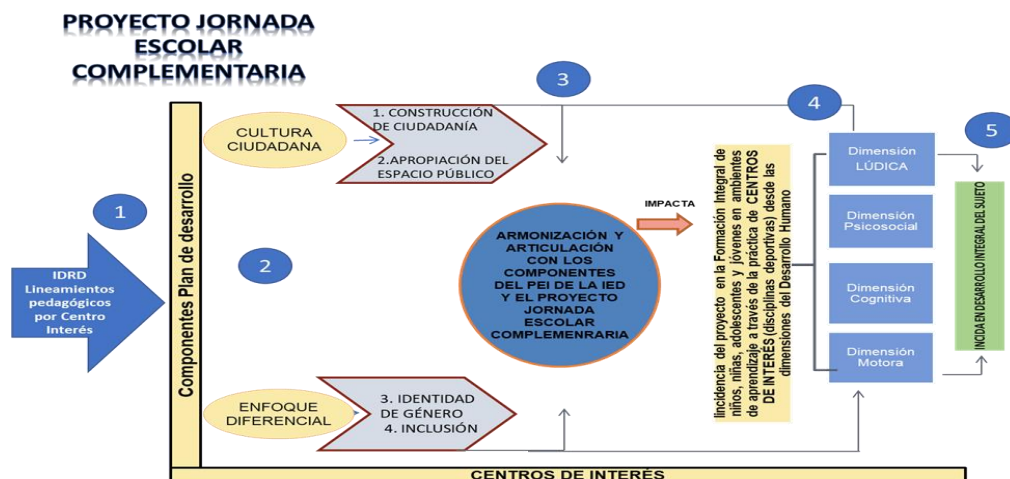 PROYECTO JORNADA
ESCOLAR
COMPLEMENTARIA
1
IDRD
Lineamientos
pedagógicos
por Centro
Interés
Componentes Plan de desarrollo
2
CULTURA
CIUDADANA
1. CONSTRUCCIÓN
DE CIUDADANÍA
2.APROPIACIÓN DEL
ESPACIO PÚBLICO
ENFOQUE
DIFERENCIAL
3. IDENTIDAD
DE GÉNERO
4. INCLUSIÓN
3
ARMONIZACIÓN Y
ARTICULACIÓN
CON LOS
COMPONENTES
DEL PEI DE LA IED
Y EL PROYECTO
JORNADA
ESCOLAR
COMPLEMENRARIA
IMPACTA
Iincidencia del proyecto en la Formación Integral de
niños, niñas, adolescentes y jóvenes en ambientes
de aprendizaje a través de la práctica de CENTROS
DE INTERÉS (disciplinas deportivas) desde las
dimensiones del Desarrollo Humano
4
Dimensión
LÚDICA
Dimensión
Psicosocial
Dimensión
Cognitiva
Dimensión
Motora
5
INCIDA EN DESARROLLO INTEGRAL DEL SUJETO
CENTROS DE INTERÉS